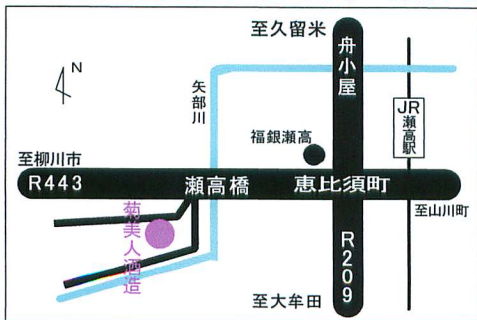 至久留米
N
舟小屋
矢部川
JR瀬高駅
福銀瀬高
至柳川市
R443
瀬高橋
恵比須町
至山川町
菊美人酒造
R209
至大牟田